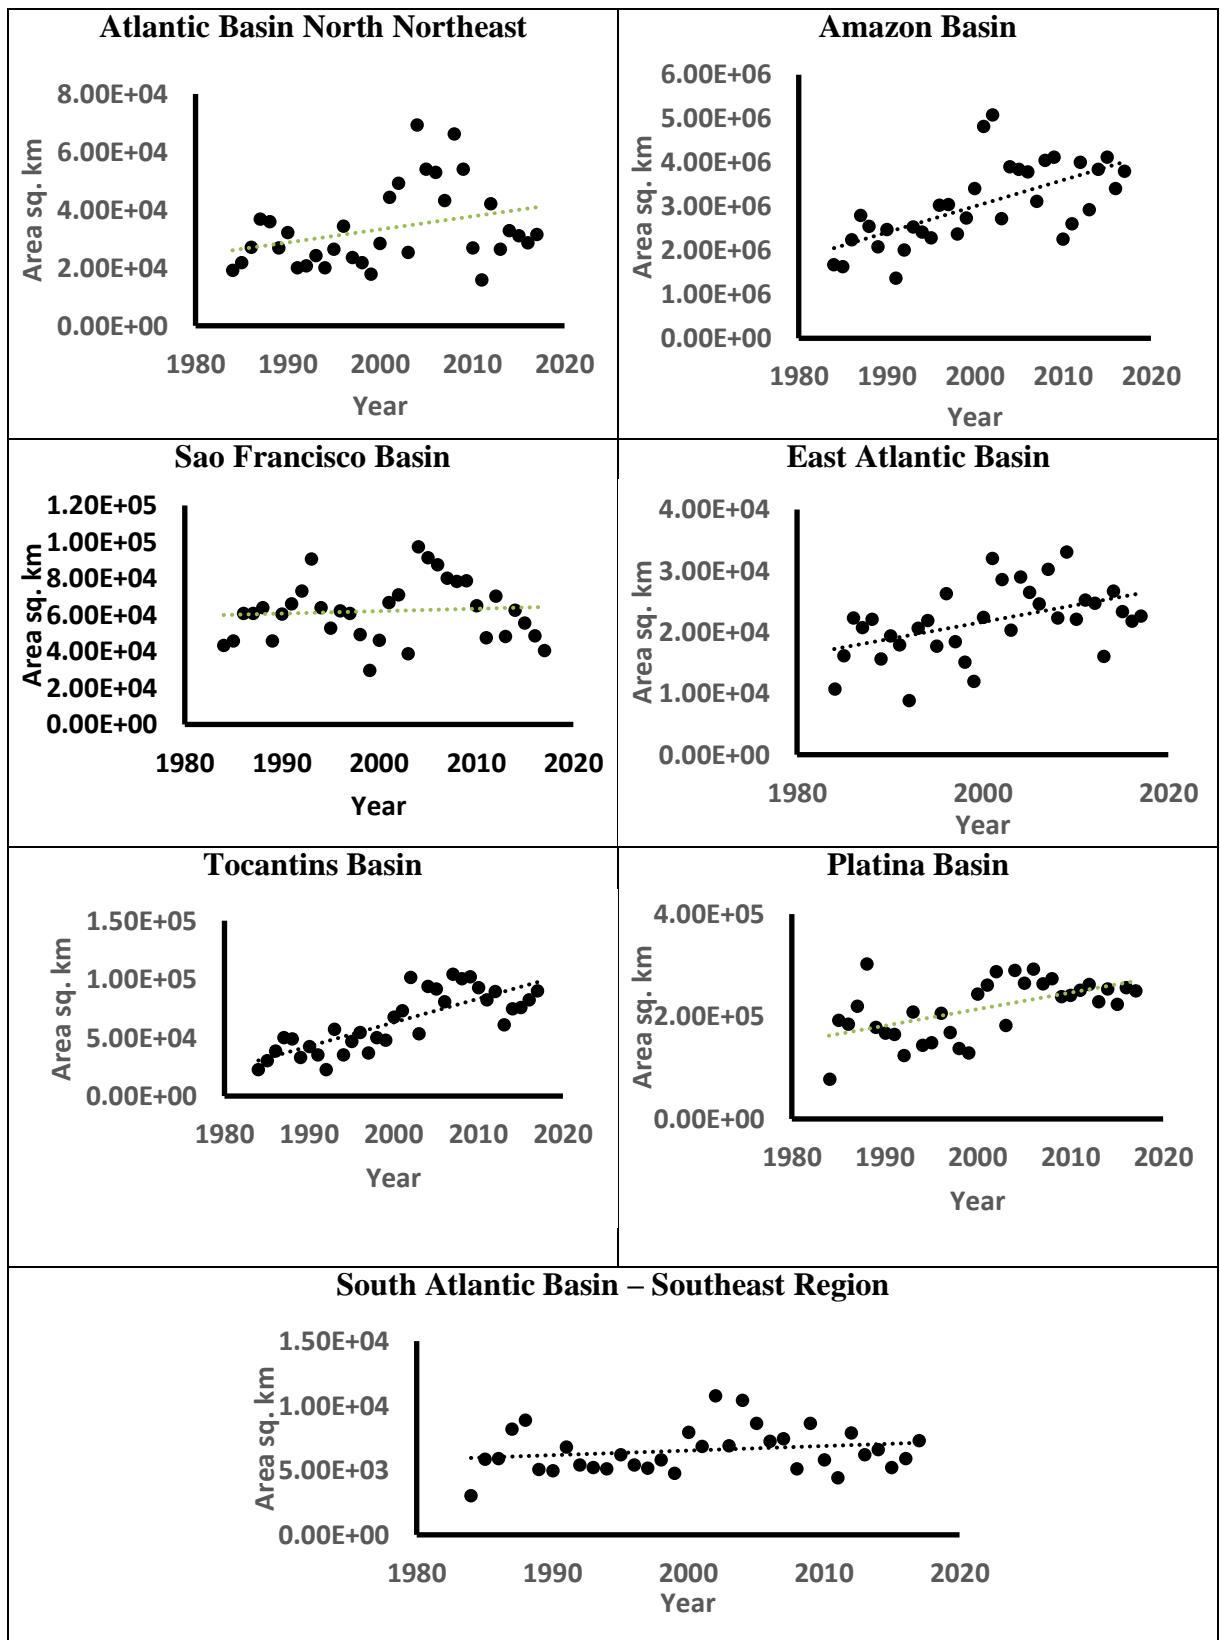 Atlantic Basin North Northeast
8.00E+04
6.00E+04
4.00E+04
2.00E+04
0.00E+00
Area sq. km
1980 1990 2000 2010 2020
Year
Amazon Basin
6.00E+06
5.00E+06
4.00E+06
3.00E+06
2.00E+06
1.00E+06
0.00E+00
Area sq. km
1980 1990 2000 2010 2020
Year
Sao Francisco Basin
1.20E+05
1.00E+05
8.00E+04
6.00E+04
4.00E+04
2.00E+04
0.00E+00
Area sq. km
1980 1990 2000 2010 2020
Year
East Atlantic Basin
4.00E+04
3.00E+04
2.00E+04
1.00E+04
0.00E+00
Area sq. km
1980 2000 2020
Year
Tocantins Basin
1.50E+05
1.00E+05
5.00E+04
0.00E+00
Area sq. km
1980 1990 2000 2010 2020
Year
Platina Basin
4.00E+05
2.00E+05
0.00E+00
Area sq. km
1980 1990 2000 2010 2020
Year
South Atlantic Basin – Southeast Region
1.50E+04
1.00E+04
5.00E+03
0.00E+00
Area sq. km
1980 1990 2000 2010 2020
Year